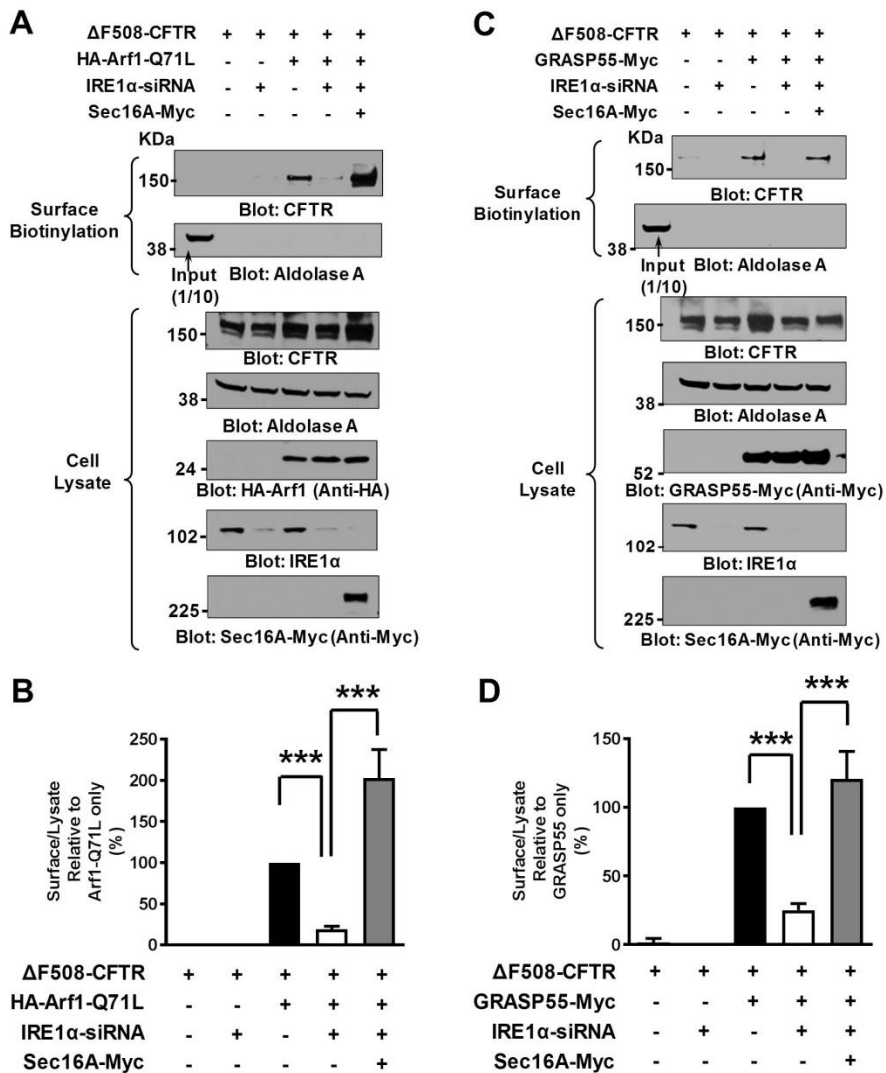 A
ΔF508-CFTR + + + + +
HA-Arf1-Q71L - - + + +
IRE1α-siRNA - + - + +
Sec16A-Myc - - - - +
KDa
150
Blot: CFTR
Surface
Biotinylation
38
Blot: Aldolase A
Input
(1/10)
150
Blot: CFTR
38
Blot: Aldolase A
Cell
Lysate
24
Blot: HA-Arf1 (Anti-HA)
102
Blot: IRE1α
225
Blot: Sec16A-Myc (Anti-Myc)
C
ΔF508-CFTR + + + + +
GRASP55-Myc - - + + +
IRE1α-siRNA - + - + +
Sec16A-Myc - - - - +
KDa
150
Blot: CFTR
Surface
Biotinylation
38
Blot: Aldolase A
Input
(1/10)
150
Blot: CFTR
38
Blot: Aldolase A
Cell
Lysate
52
Blot: GRASP55-Myc (Anti-Myc)
102
Blot: IRE1α
225
Blot: Sec16A-Myc (Anti-Myc)
B
Surface/Lysate
Relative to
Arf1-Q71L only
(%)
250
200
150
100
50
0
***
***
ΔF508-CFTR + + + + +
HA-Arf1-Q71L - - + + +
IRE1α-siRNA - + - + +
Sec16A-Myc - - - - +
D
Surface/Lysate
Relative to
GRASP55 only
(%)
150
100
50
0
***
***
ΔF508-CFTR + + + + +
GRASP55-Myc - - + + +
IRE1α-siRNA - + - + +
Sec16A-Myc - - - - +